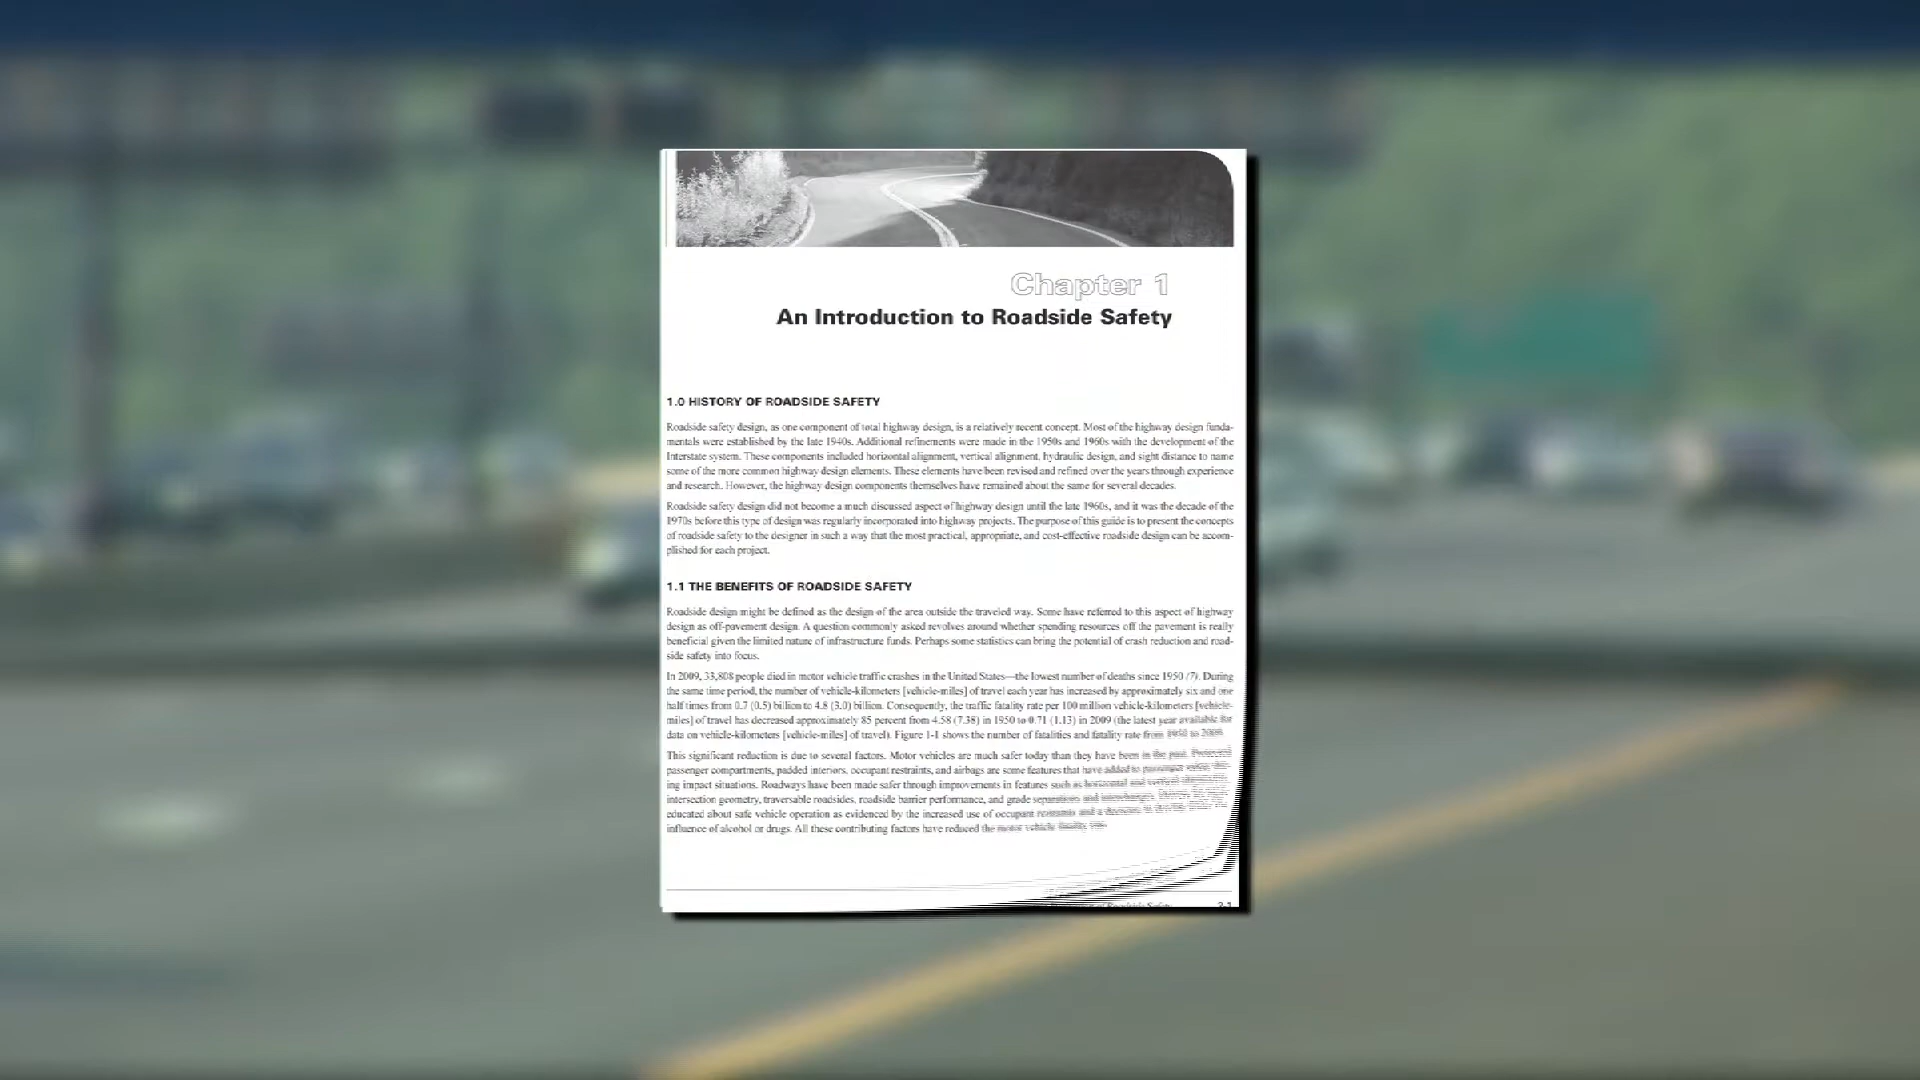 Chapter 1
An Introduction to Roadside Safety
1.0 HISTORY OF ROADSIDE SAFETY
Roadside safety design, as one component of total highway design, is a relatively recent concept. Most of the highway design funda-
mentals were established by the late 1940s. Additional refinements were made in the 1950s and 1960s with the development of the
Interstate system. These components included horizontal alignment, vertical alignment, hydraulic design, and sight distance to name
some of the more common highway design elements. These elements have been revised and refined over the years through experience
and research. However, the highway design components themselves have remained about the same for several decades.
Roadside safety design did not become a much discussed aspect of highway design until the late 1960s, and it was the decade of the
1970s before this type of design was regularly incorporated into highway projects. The purpose of this guide is to present the concepts
of roadside safety to the designer in such a way that the most practical, appropriate, and cost-effective roadside design can be accom-
plished for each project.
1.1 THE BENEFITS OF ROADSIDE SAFETY
Roadside design might be defined as the design of the area outside the traveled way. Some have referred to this aspect of highway
design as off-pavement design. A question commonly asked revolves around whether spending resources off the pavement is really
beneficial given the limited nature of infrastructure funds. Perhaps some statistics can bring the potential of crash reduction and road-
side safety into focus.
In 2009, 33,808 people died in motor vehicle traffic crashes in the United States—the lowest number of deaths since 1950 (7). During
the same time period, the number of vehicle-kilometers [vehicle-miles] of travel each year has increased by approximately six and one
half times from 0.7 (0.5) billion to 4.8 (3.0) billion. Consequently, the traffic fatality rate per 100 million vehicle-kilometers [vehicle-
miles] of travel has decreased approximately 85 percent from 4.58 (7.38) in 1950 to 0.71 (1.13) in 2009 (the latest year available for
data on vehicle-kilometers [vehicle-miles] of travel). Figure 1-1 shows the number of fatalities and fatality rate from 1950 to 2009.
This significant reduction is due to several factors. Motor vehicles are much safer today than they have been in the past.
passenger compartments, padded interiors, occupant restraints, and airbags are some features that have added to passenger safety
ing impact situations. Roadways have been made safer through improvements in features such as horizontal and vertical
intersection geometry, traversable roadsides, roadside barrier performance, and grade separations and interchanges.
educated about safe vehicle operation as evidenced by the increased use of occupant restraints and a decrease in
influence of alcohol or drugs. All these contributing factors have reduced the motor vehicle fatality
of Roadside Safety